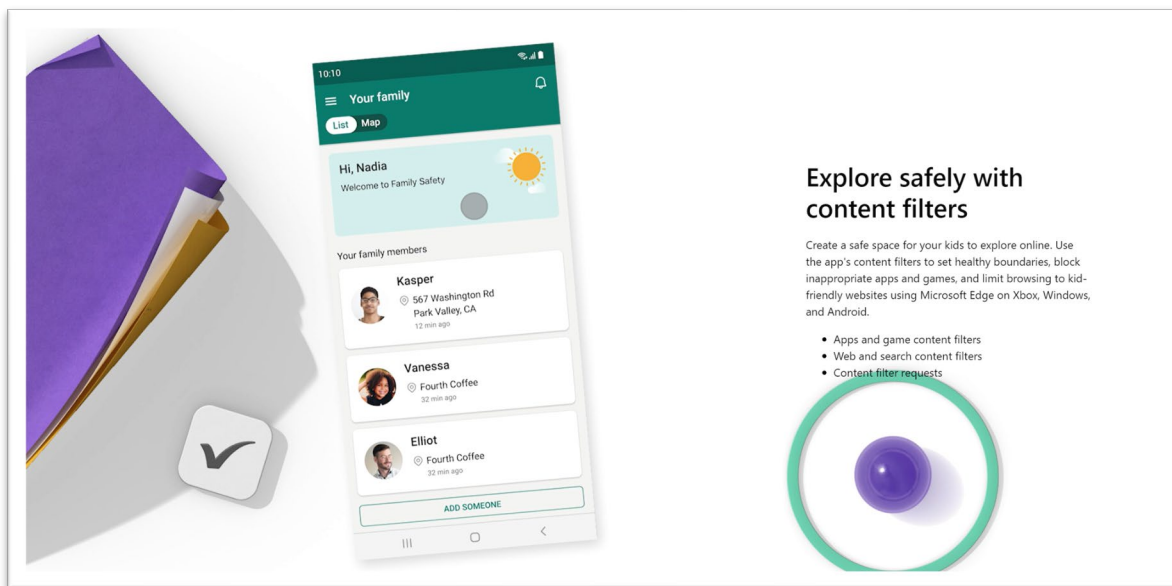 10:10
Your family
List Map
Hi, Nadia
Welcome to Family Safety
Your family members
Kasper
567 Washington Rd
Park Valley, CA
12 min ago
Vanessa
Fourth Coffee
32 min ago
Elliot
Fourth Coffee
32 min ago
ADD SOMEONE
Explore safely with
content filters
Create a safe space for your kids to explore online. Use
the app's content filters to set healthy boundaries, block
inappropriate apps and games, and limit browsing to kid-
friendly websites using Microsoft Edge on Xbox, Windows,
and Android.
• Apps and game content filters
• Web and search content filters
• Content filter requests